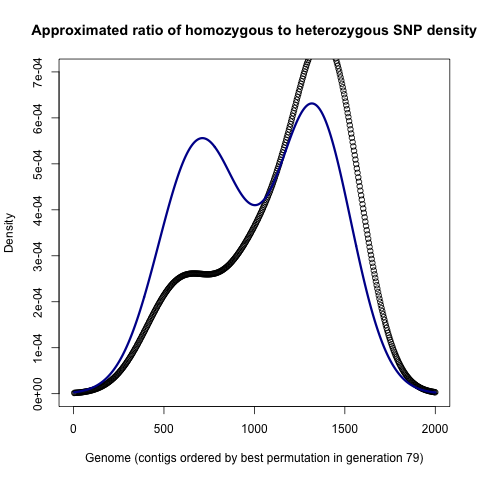 Approximated ratio of homozygous to heterozygous SNP density
7e-04
6e-04
5e-04
4e-04
3e-04
2e-04
1e-04
0e+00
Density
0 500 1000 1500 2000
Genome (contigs ordered by best permutation in generation 79)